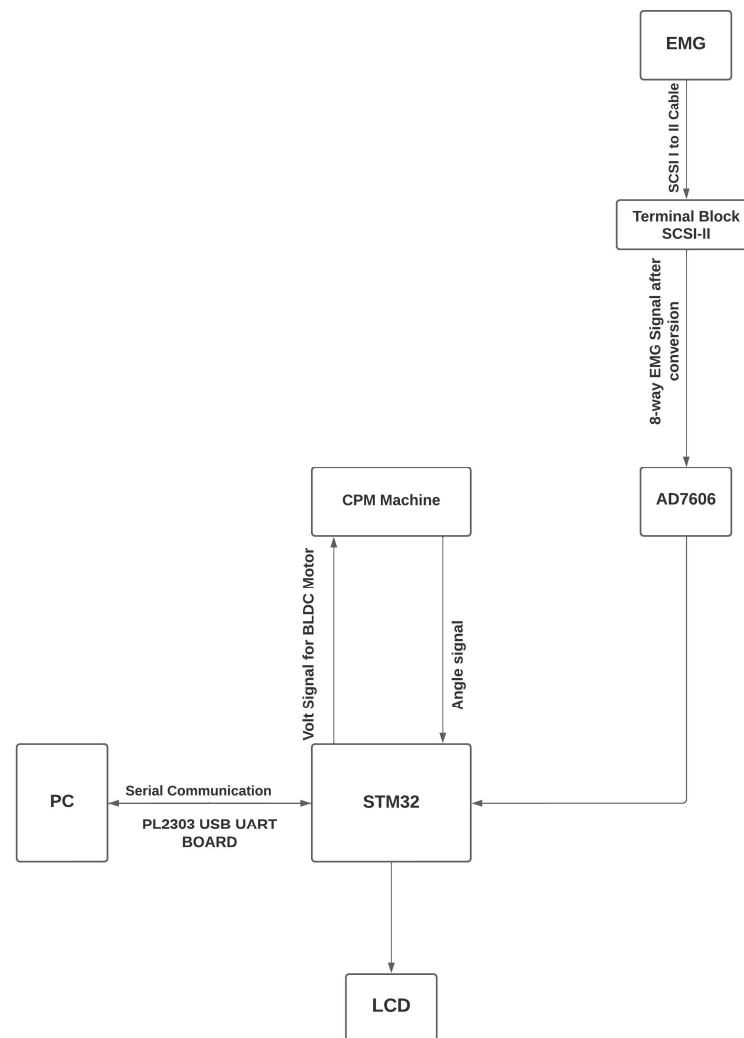 EMG
SCSI I to II Cable
Terminal Block
SCSI-II
8-way EMG Signal after
conversion
CPM Machine
AD7606
Volt Signal for BLDC Motor
Angle signal
PC
Serial Communication
PL2303 USB UART
BOARD
STM32
LCD